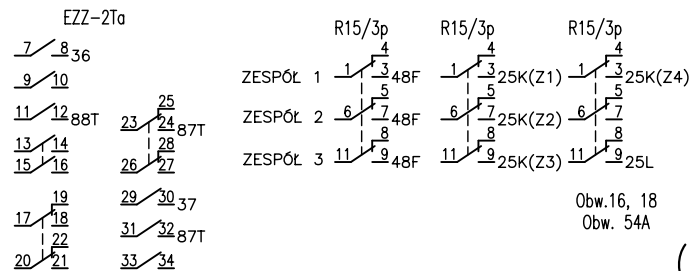 EZZ-2Ta
7 8 36
9 10
11 12 88T
13 14
15 16
19
17 18
22
20 21
25
23 24 87T
28
26 27
29 30 37
31 32 87T
33 34
R15/3p R15/3p R15/3p
4 4 4
ZESPÓŁ 1 1 3 48F 1 3 25K(Z1) 1 3 25K(Z4)
5 5 5
ZESPÓŁ 2 6 7 48F 6 7 25K(Z2) 6 7
8 8 8
ZESPÓŁ 3 11 9 48F 11 9 25K(Z3) 11 9 25L
Obw.16, 18
Obw. 54A